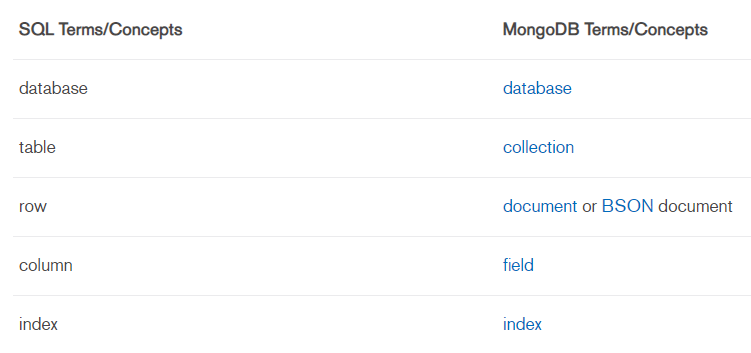 SQL Terms/Concepts MongoDB Terms/Concepts
database database
table collection
row document or BSON document
column field
index index